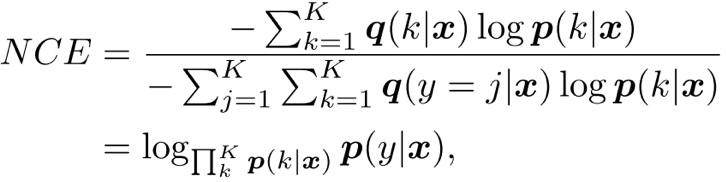 NCE = \frac{-\sum_{k=1}^{K} \boldsymbol{q}(k|\boldsymbol{x}) \log \boldsymbol{p}(k|\boldsymbol{x})}{-\sum_{j=1}^{K} \sum_{k=1}^{K} \boldsymbol{q}(y=j|\boldsymbol{x}) \log \boldsymbol{p}(k|\boldsymbol{x})}
= \log_{\prod_{k}^{K} \boldsymbol{p}(k|\boldsymbol{x})} \boldsymbol{p}(y|\boldsymbol{x}),